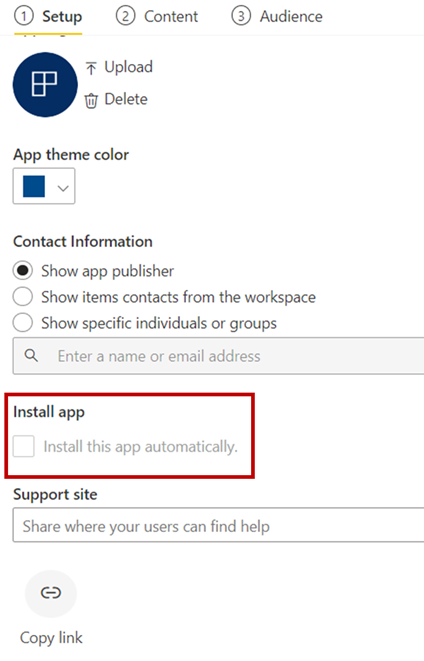 1 Setup
2 Content
3 Audience
Upload
Delete
App theme color
Contact Information
Show app publisher
Show items contacts from the workspace
Show specific individuals or groups
Enter a name or email address
Install app
Install this app automatically.
Support site
Share where your users can find help
Copy link